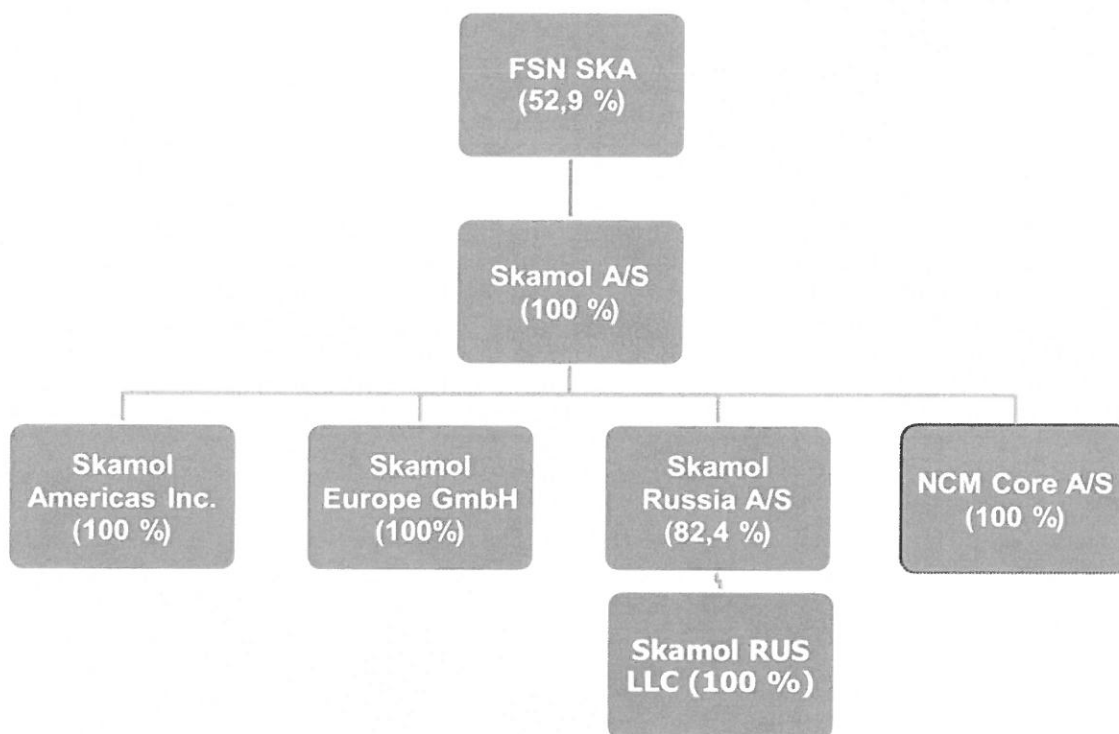 FSN SKA
(52,9 %)
Skamol A/S
(100 %)
Skamol
Americas Inc.
(100 %)
Skamol
Europe GmbH
(100%)
Skamol
Russia A/S
(82,4 %)
NCM Core A/S
(100 %)
Skamol RUS
LLC (100 %)